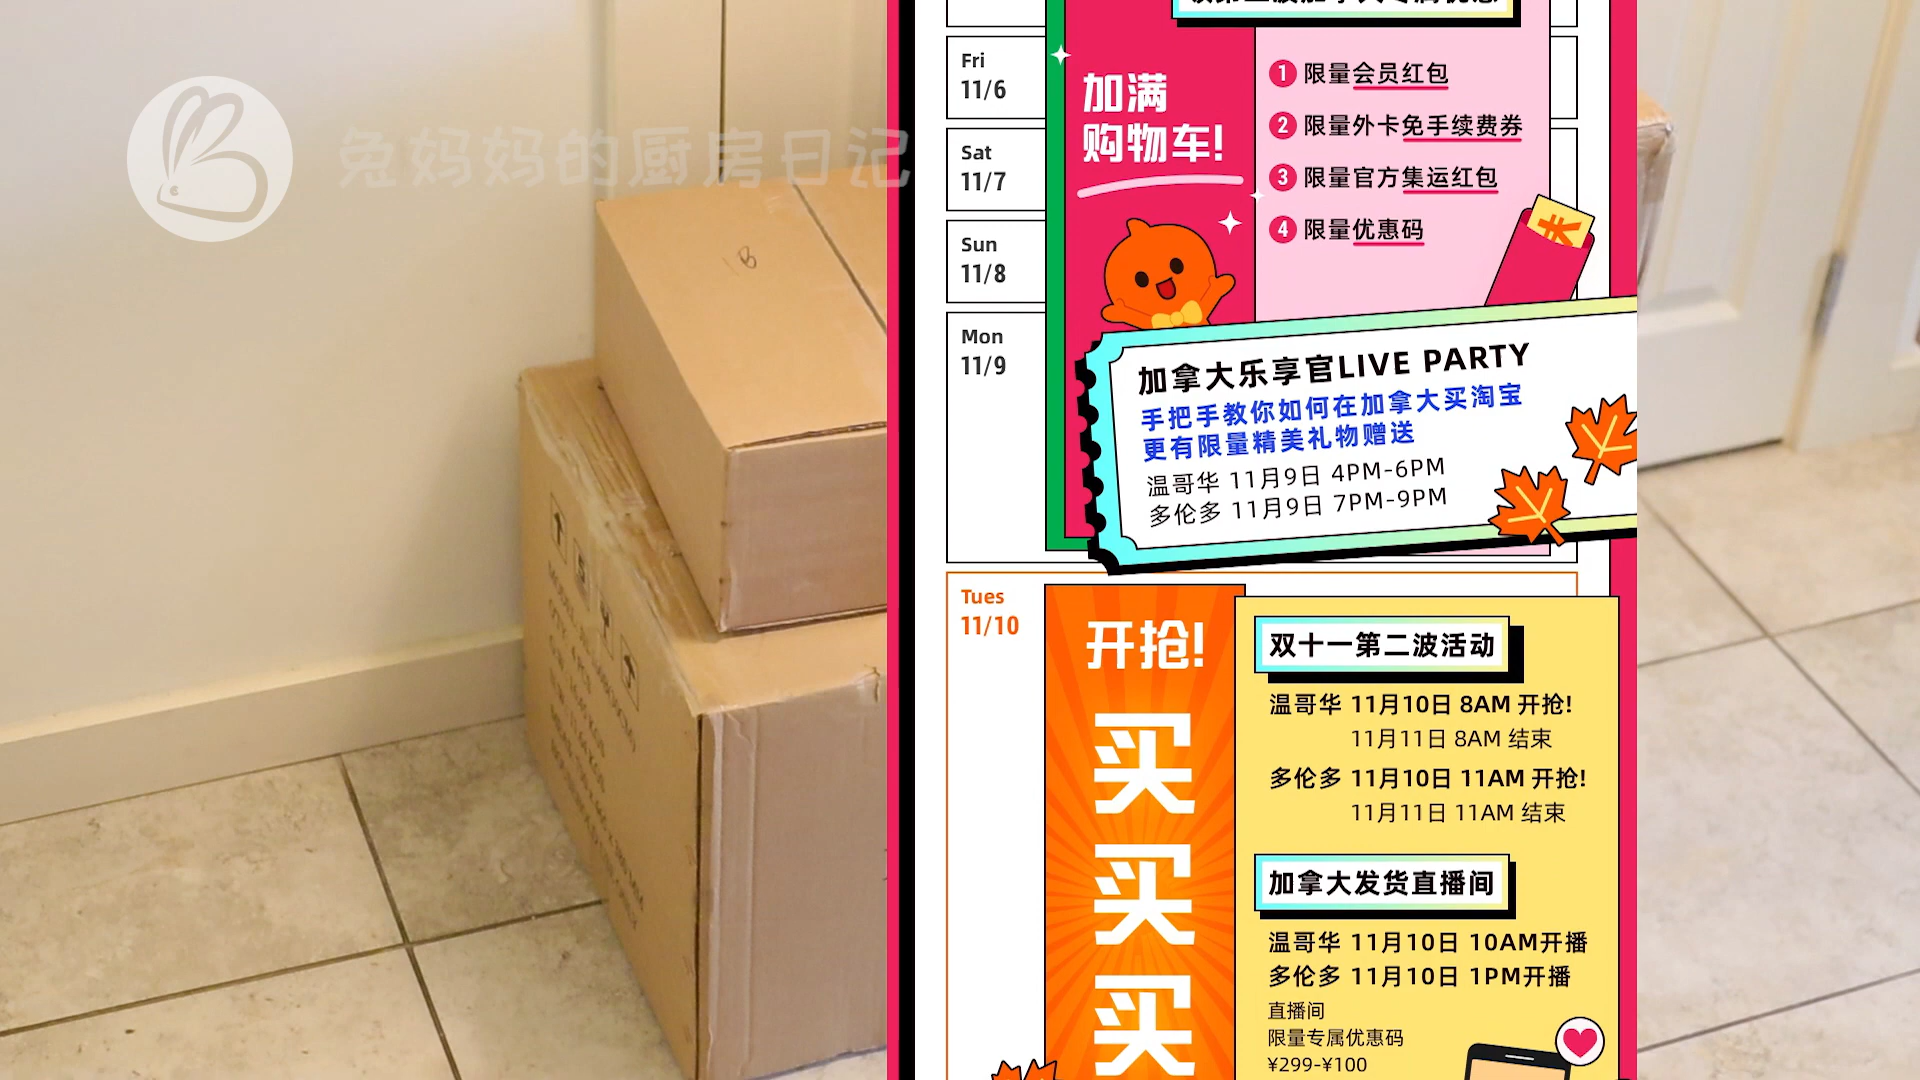 兔妈妈的厨房日记
Fri
11/6
Sat
11/7
Sun
11/8
Mon
11/9
加满
购物车!
1 限量会员红包
2 限量外卡免手续费券
3 限量官方集运红包
4 限量优惠码
加拿大乐享官LIVE PARTY
手把手教你如何在加拿大买淘宝
更有限量精美礼物赠送
温哥华 11月9日 4PM-6PM
多伦多 11月9日 7PM-9PM
Tues
11/10
开抢!
买
买
买
双十一第二波活动
温哥华 11月10日 8AM 开抢!
11月11日 8AM 结束
多伦多 11月10日 11AM 开抢!
11月11日 11AM 结束
加拿大发货直播间
温哥华 11月10日 10AM开播
多伦多 11月10日 1PM开播
直播间
限量专属优惠码
¥299-¥100